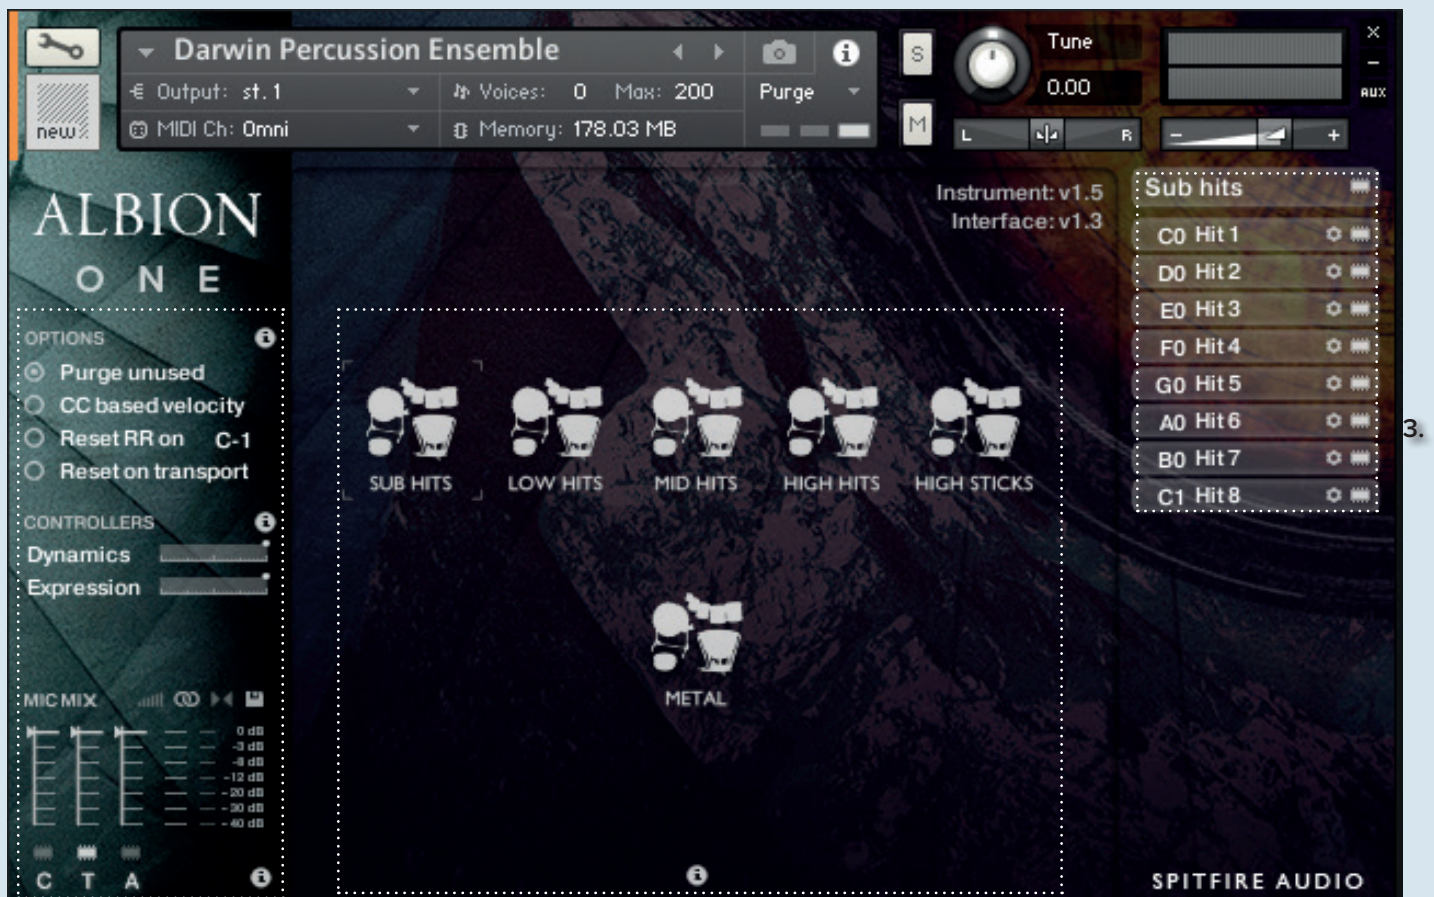 Darwin Percussion Ensemble
Output: st. 1
Voices: 0 Max: 200
Purge
MIDI Ch: Omni
Memory: 178.03 MB
new
S
M
Tune
0.00
L
R
-
+
X
-
AUX
ALBION
ONE
Instrument: v1.5
Interface: v1.3
OPTIONS
Purge unused
CC based velocity
Reset RR on C-1
Reset on transport
CONTROLLERS
Dynamics
Expression
MIC MIX
0 dB
-3 dB
-8 dB
-12 dB
-20 dB
-30 dB
-40 dB
C T A
SUB HITS
LOW HITS
MID HITS
HIGH HITS
HIGH STICKS
METAL
Sub hits
C0 Hit 1
D0 Hit 2
E0 Hit 3
F0 Hit 4
G0 Hit 5
A0 Hit 6
B0 Hit 7
C1 Hit 8
3.
SPITFIRE AUDIO